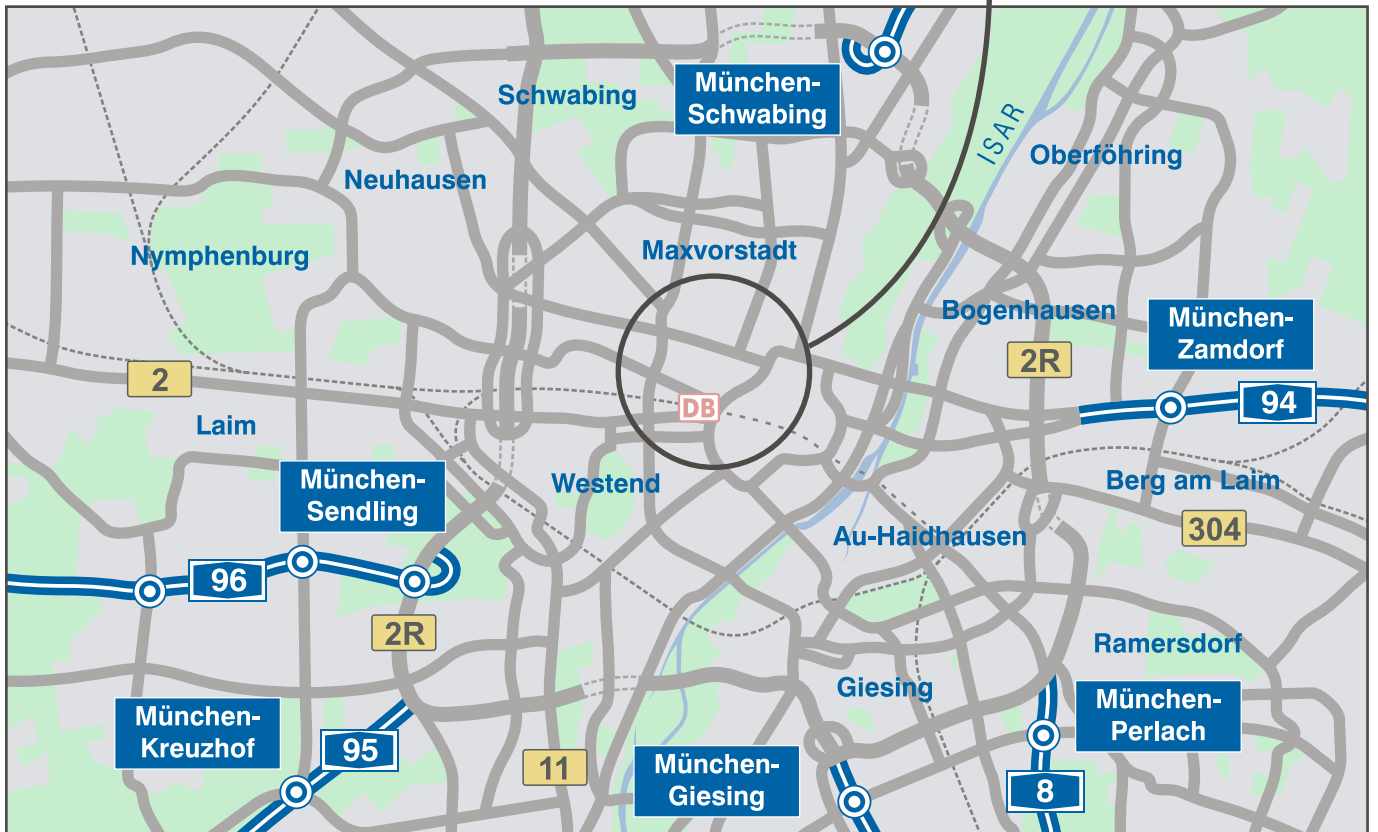 Schwabing
München-
Schwabing
ISAR
Oberföhring
Neuhausen
Nymphenburg
Maxvorstadt
Bogenhausen
München-
Zamdorf
2R
2
94
DB
Laim
München-
Sendling
Westend
Berg am Laim
304
Au-Haidhausen
96
2R
Ramersdorf
Giesing
München-
Kreuzhof
95
11
München-
Giesing
München-
Perlach
8